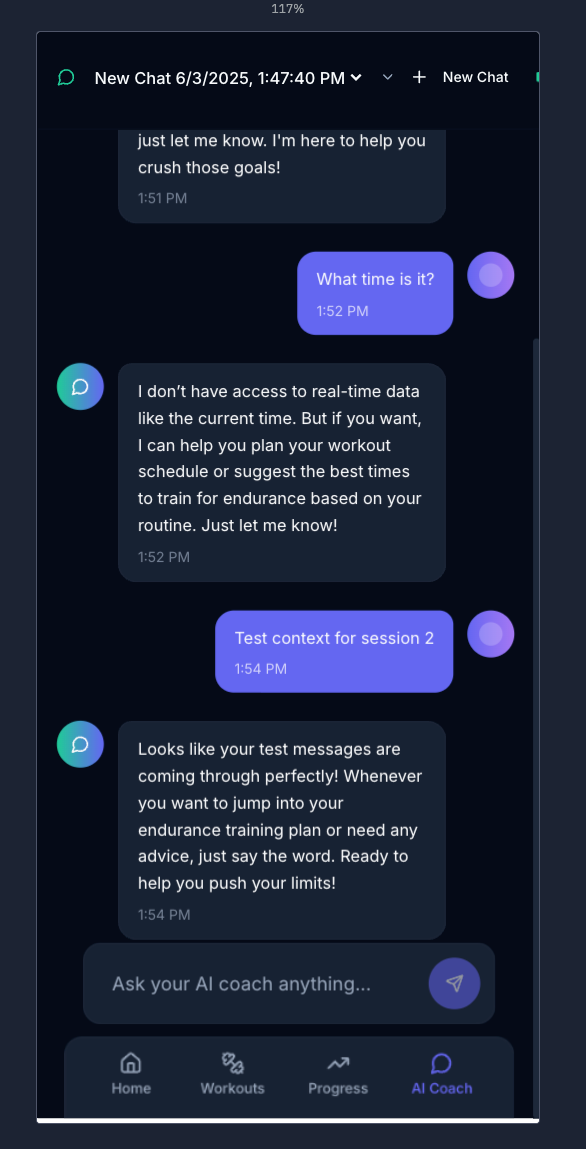 117%
New Chat 6/3/2025, 1:47:40 PM
New Chat
just let me know. I'm here to help you
crush those goals!
1:51 PM
What time is it?
1:52 PM
I don’t have access to real-time data
like the current time. But if you want,
I can help you plan your workout
schedule or suggest the best times
to train for endurance based on your
routine. Just let me know!
1:52 PM
Test context for session 2
1:54 PM
Looks like your test messages are
coming through perfectly! Whenever
you want to jump into your
endurance training plan or need any
advice, just say the word. Ready to
help you push your limits!
1:54 PM
Ask your AI coach anything...
Home
Workouts
Progress
AI Coach